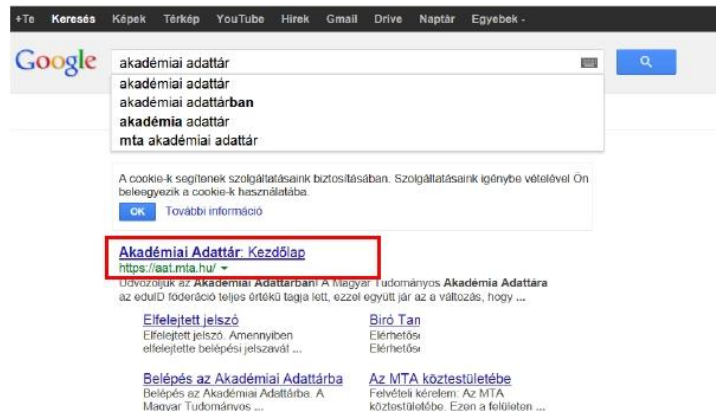 +Te Keresés Képek Térkép YouTube Hírek Gmail Drive Naptár Egyebek
Google akadémiai adattár
akadémiai adattár
akadémiai adattárban
akadémia adattár
mta akadémiai adattár
A cookie-k segítenek szolgáltatásaink biztosításában. Szolgáltatásaink igénybe vételével Ön
beleegyezik a cookie-k használatába.
OK További információ
Akadémiai Adattár: Kezdőlap
https://aat.mta.hu/
Üdvözöljük az Akadémiai Adattárban! A Magyar Tudományos Akadémia Adattára
az eduID föderáció teljes értékű tagja lett, ezzel együtt jár az a változás, hogy ...
Elfelejtett jelszó Biró Tan
Elfelejtett jelszó. Amennyiben Elérhetős
elfelejtette belépési jelszavát ... Elérhetős
Belépés az Akadémiai Adattárba Az MTA köztestületébe
Belépés az Akadémiai Adattárba. A Felvételi kérelem: Az MTA
Magyar Tudományos ... köztestületébe. Ezen a felületen ...